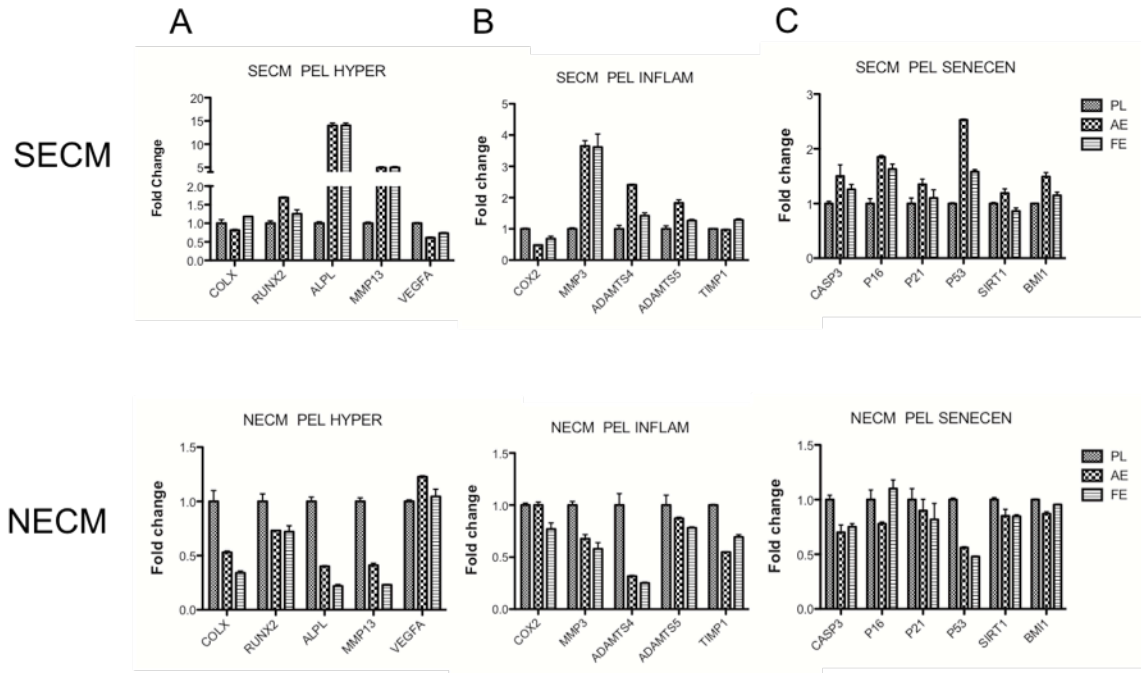 A
B
C
SECM
SECM PEL HYPER
Fold Change
20
15
10
5
2.0
1.5
1.0
0.5
0.0
COLX
RUNX2
ALPL
MMP13
VEGFA
SECM PEL INFLAM
Fold change
5
4
3
2
1
0
COX2
MMP3
ADAMTS4
ADAMTS5
TIMP1
SECM PEL SENECEN
Fold change
3
2
1
0
CASP3
P16
P21
P53
SIRT1
BMI1
PL
AE
FE
NECM
NECM PEL HYPER
Fold change
1.5
1.0
0.5
0.0
COLX
RUNX2
ALPL
MMP13
VEGFA
NECM PEL INFLAM
Fold change
1.5
1.0
0.5
0.0
COX2
MMP3
ADAMTS4
ADAMTS5
TIMP1
NECM PEL SENECEN
Fold change
1.5
1.0
0.5
0.0
CASP3
P16
P21
P53
SIRT1
BMI1
PL
AE
FE